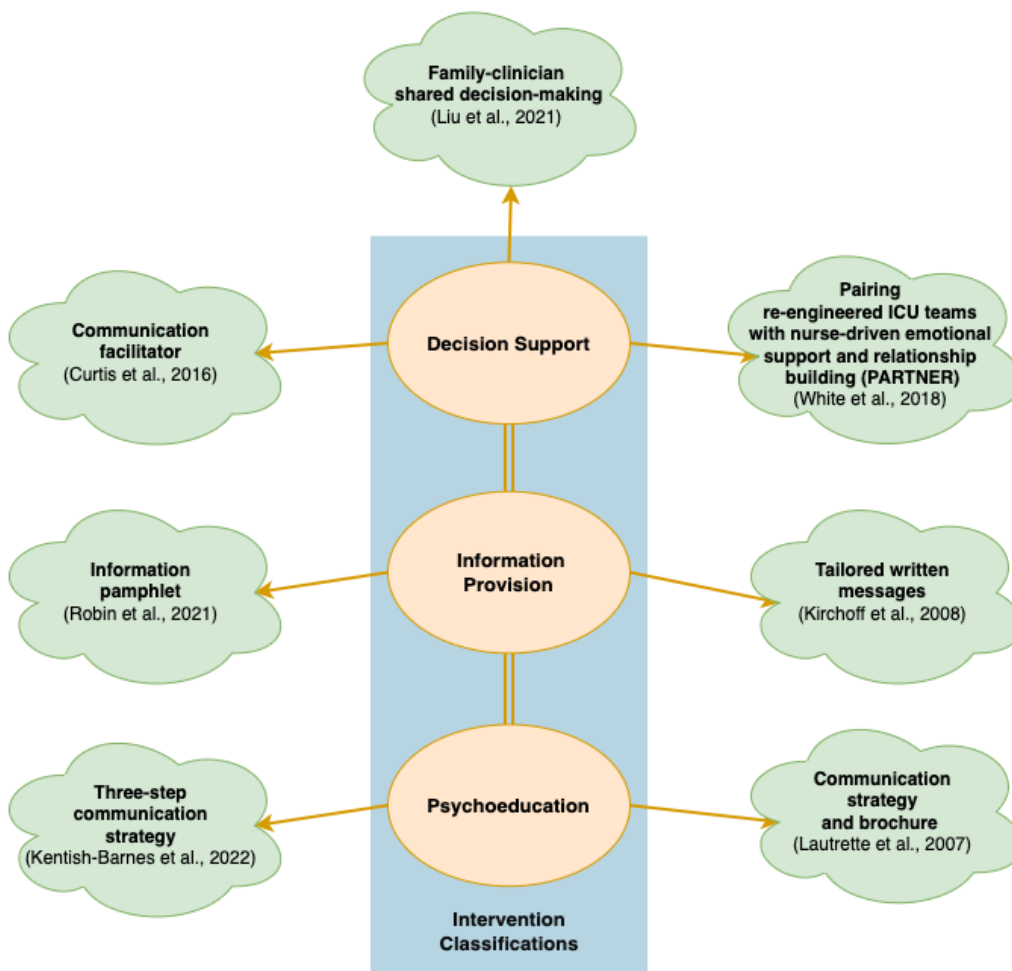 Family-clinician
shared decision-making
(Liu et al., 2021)
Communication
facilitator
(Curtis et al., 2016)
Decision Support
Pairing
re-engineered ICU teams
with nurse-driven emotional
support and relationship
building (PARTNER)
(White et al., 2018)
Information
pamphlet
(Robin et al., 2021)
Information
Provision
Tailored written
messages
(Kirchoff et al., 2008)
Three-step
communication
strategy
(Kentish-Barnes et al., 2022)
Psychoeducation
Communication
strategy
and brochure
(Lautrette et al., 2007)
Intervention
Classifications